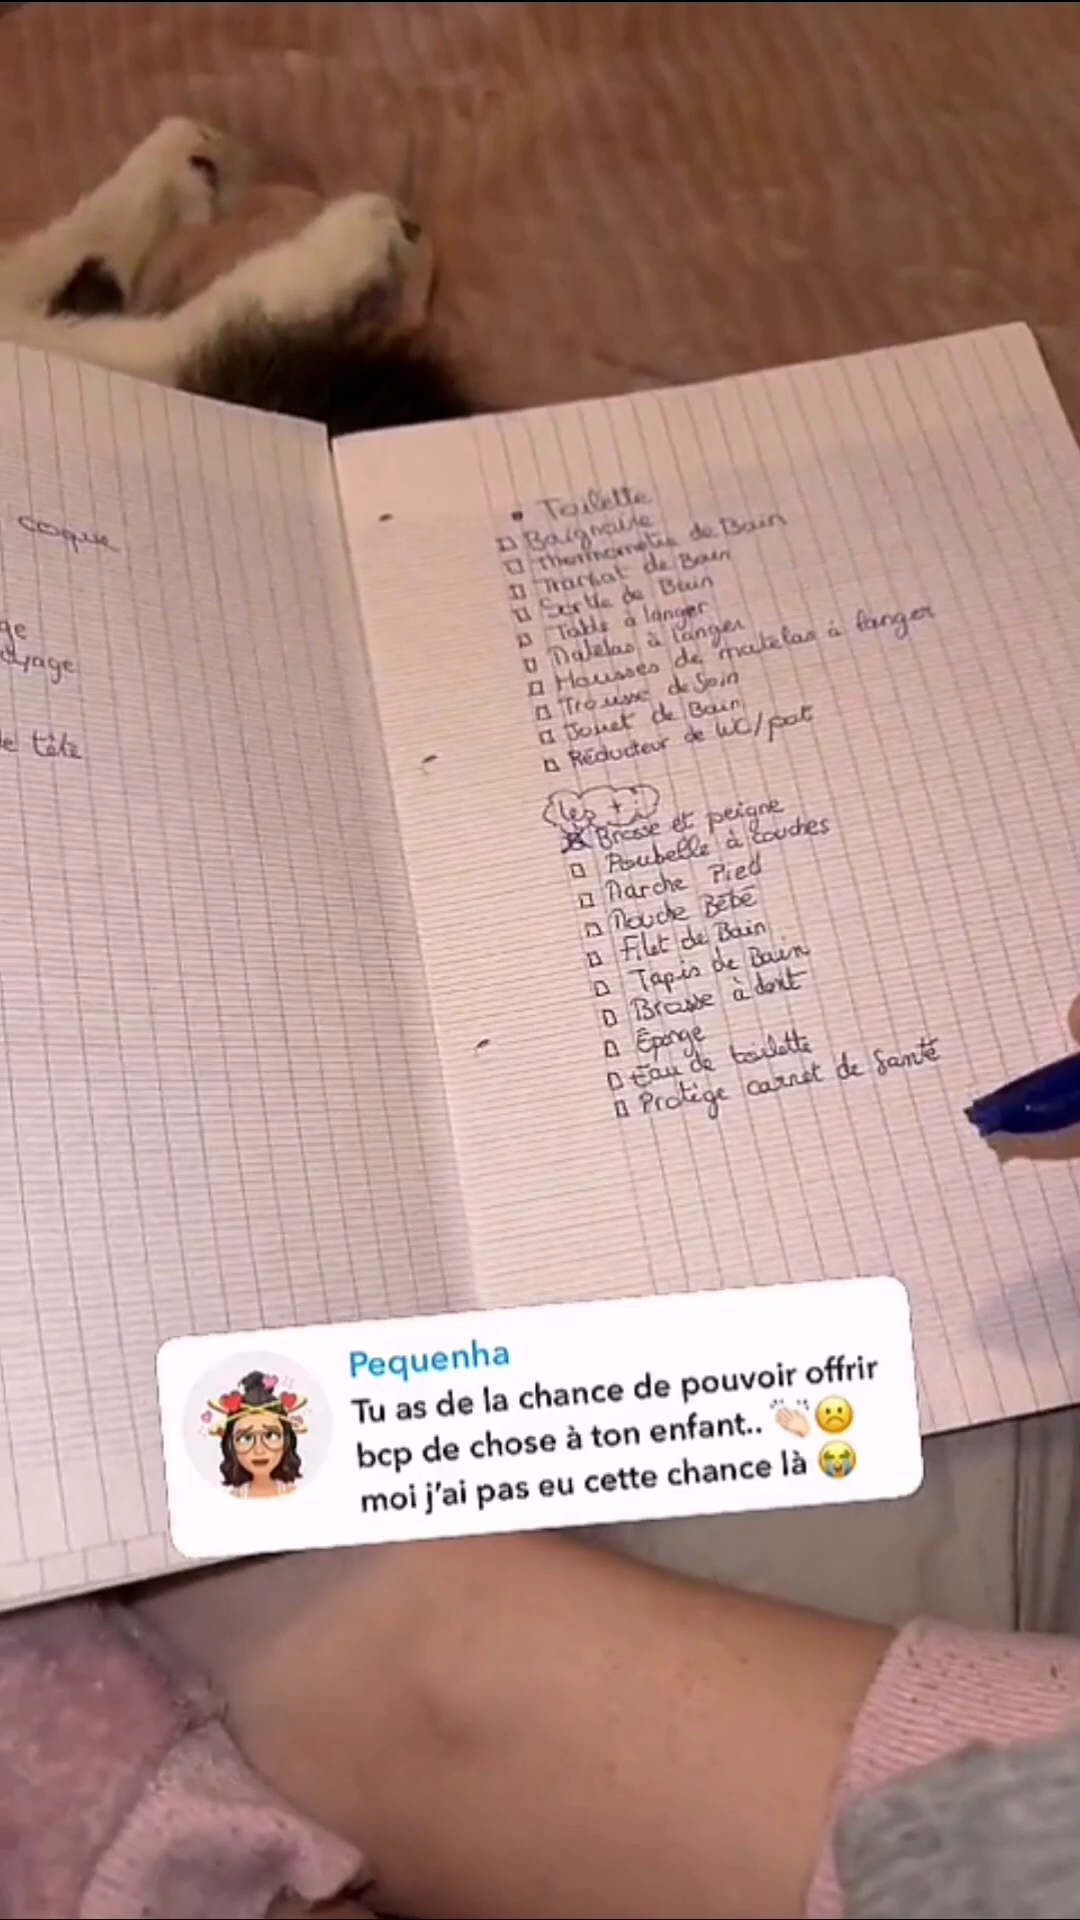 coque
ge
oyage
de tête
• Toilette
Baignoire
Thermomètre de Bain
Transat de Bain
Sortie de Bain
Table à langer
Matelas à langer
Housses de matelas à langer
Trousse de Soin
Jouet de Bain
Réducteur de WC/pot
Les +
Brosse et peigne
Poubelle à couches
Marche Pied
Mouche Bébé
Filet de Bain
Tapis de Bain
Brosse à dent
Éponge
Eau de toilette
Protège carnet de Santé
Pequenha
Tu as de la chance de pouvoir offrir
bcp de chose à ton enfant.. 👏🏻☹️
moi j'ai pas eu cette chance là 😭